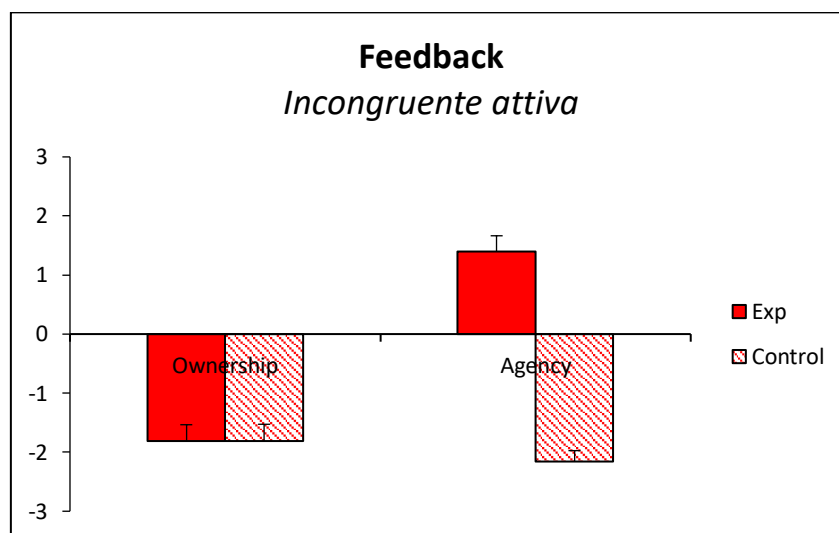 Feedback
Incongruente attiva
3
2
1
0
-1
-2
-3
Ownership
Agency
Exp
Control